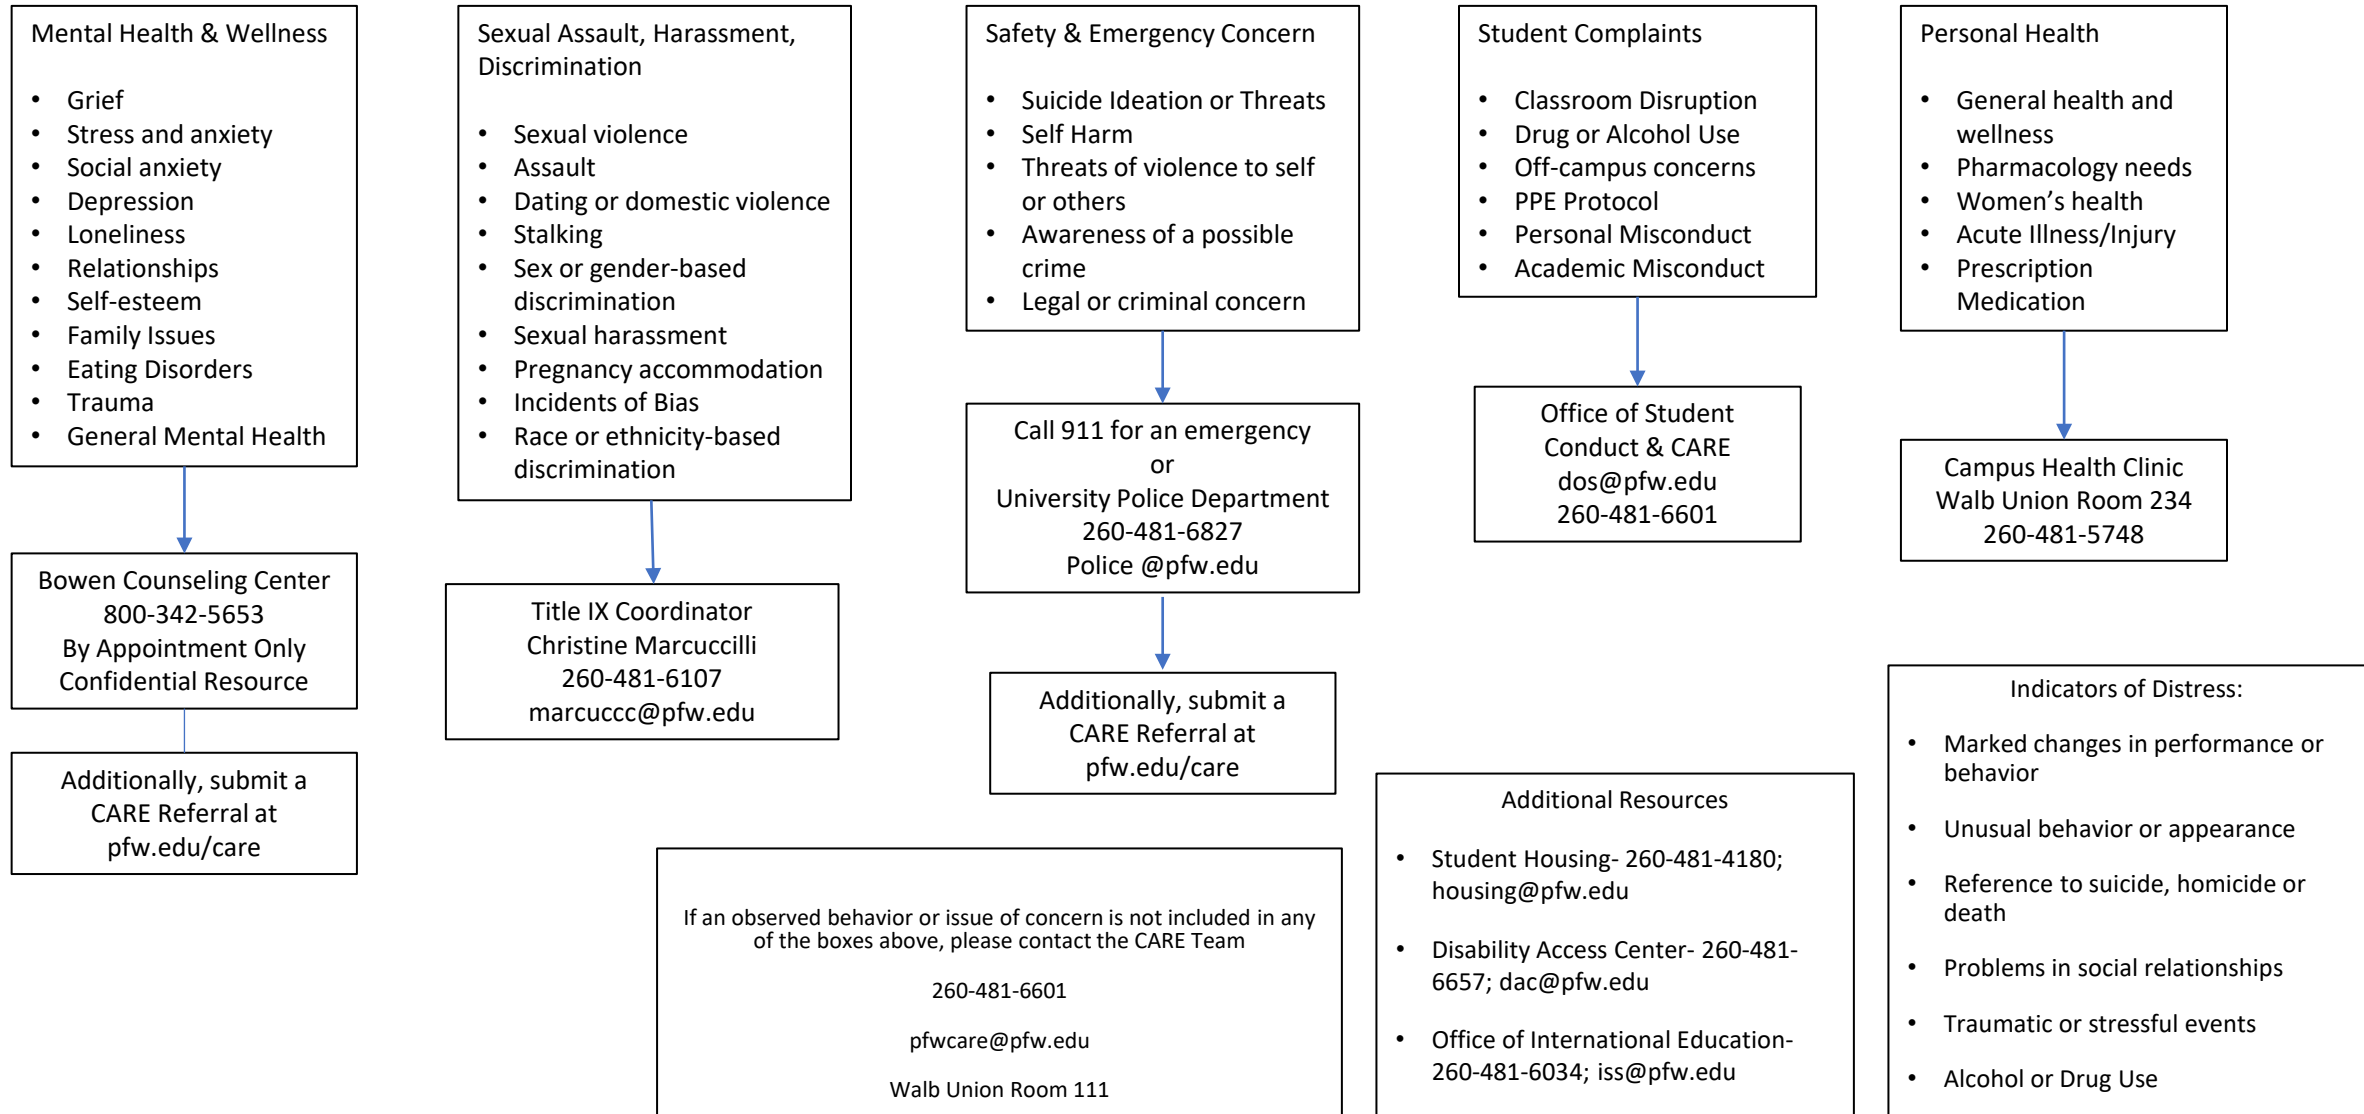 Mental Health & Wellness
• Grief
• Stress and anxiety
• Social anxiety
• Depression
• Loneliness
• Relationships
• Self-esteem
• Family Issues
• Eating Disorders
• Trauma
• General Mental Health
Bowen Counseling Center
800-342-5653
By Appointment Only
Confidential Resource
Additionally, submit a
CARE Referral at
pfw.edu/care
Sexual Assault, Harassment,
Discrimination
• Sexual violence
• Assault
• Dating or domestic violence
• Stalking
• Sex or gender-based
discrimination
• Sexual harassment
• Pregnancy accommodation
• Incidents of Bias
• Race or ethnicity-based
discrimination
Title IX Coordinator
Christine Marcuccilli
260-481-6107
marcuccc@pfw.edu
Safety & Emergency Concern
• Suicide Ideation or Threats
• Self Harm
• Threats of violence to self
or others
• Awareness of a possible
crime
• Legal or criminal concern
Call 911 for an emergency
or
University Police Department
260-481-6827
Police @pfw.edu
Additionally, submit a
CARE Referral at
pfw.edu/care
Student Complaints
• Classroom Disruption
• Drug or Alcohol Use
• Off-campus concerns
• PPE Protocol
• Personal Misconduct
• Academic Misconduct
Office of Student
Conduct & CARE
dos@pfw.edu
260-481-6601
Personal Health
• General health and
wellness
• Pharmacology needs
• Women’s health
• Acute Illness/Injury
• Prescription
Medication
Campus Health Clinic
Walb Union Room 234
260-481-5748
If an observed behavior or issue of concern is not included in any
of the boxes above, please contact the CARE Team
260-481-6601
pfwcare@pfw.edu
Walb Union Room 111
Additional Resources
• Student Housing- 260-481-4180;
housing@pfw.edu
• Disability Access Center- 260-481-
6657; dac@pfw.edu
• Office of International Education-
260-481-6034; iss@pfw.edu
Indicators of Distress:
• Marked changes in performance or
behavior
• Unusual behavior or appearance
• Reference to suicide, homicide or
death
• Problems in social relationships
• Traumatic or stressful events
• Alcohol or Drug Use